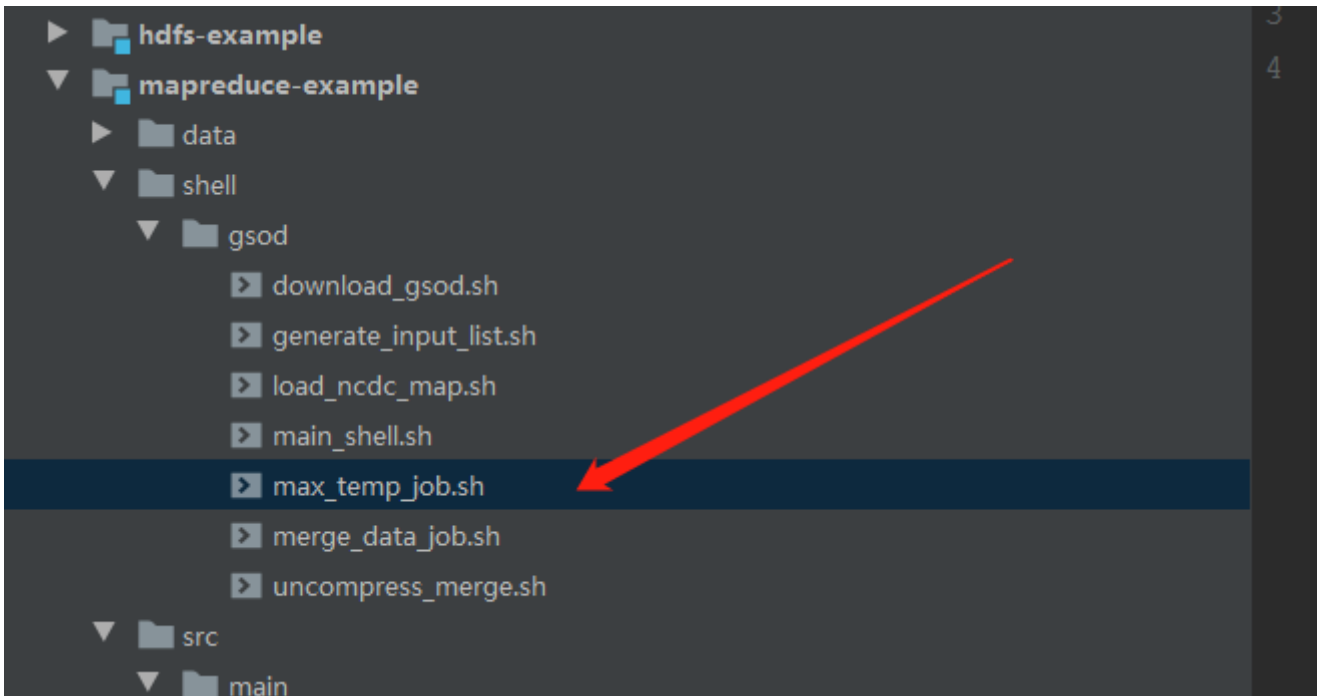 3
hdfs-example
mapreduce-example
4
data
shell
gsod
download_gsod.sh
generate_input_list.sh
load_ncdc_map.sh
main_shell.sh
max_temp_job.sh
merge_data_job.sh
uncompress_merge.sh
src
main